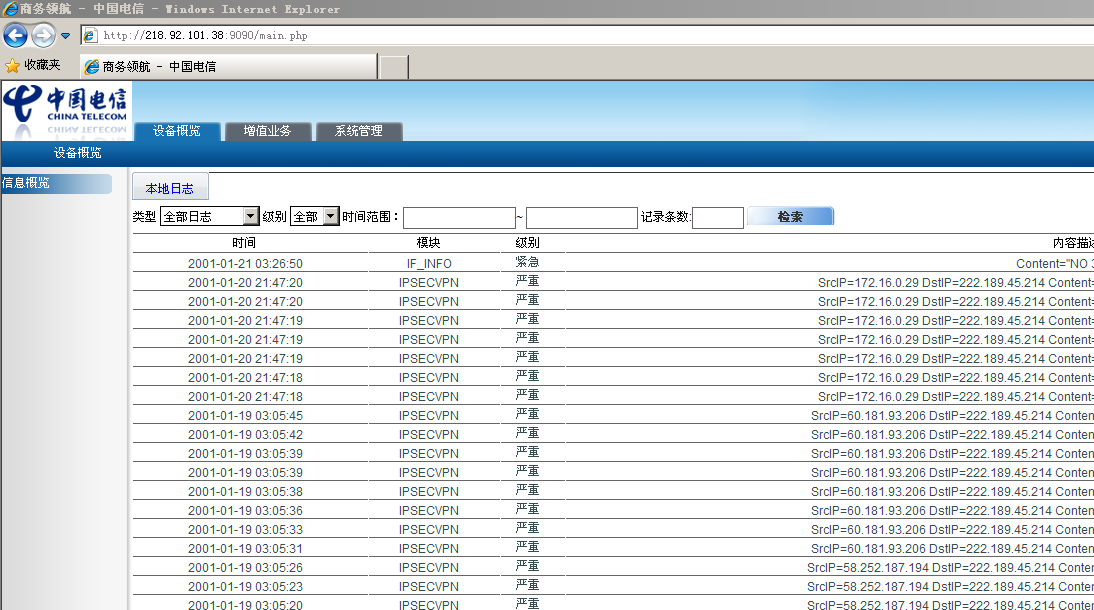 商务领航 - 中国电信 - Windows Internet Explorer
http://218.92.101.38:9090/main.php
收藏夹 商务领航 - 中国电信
中国电信
CHINA TELECOM
设备概览 增值业务 系统管理
设备概览
信息概览
本地日志
类型 全部日志 级别 全部 时间范围: ~ 记录条数: 检索
时间 模块 级别 内容描述
2001-01-21 03:26:50 IF_INFO 紧急 Content="NO 3
2001-01-20 21:47:20 IPSECVPN 严重 SrcIP=172.16.0.29 DstIP=222.189.45.214 Content=
2001-01-20 21:47:20 IPSECVPN 严重 SrcIP=172.16.0.29 DstIP=222.189.45.214 Content=
2001-01-20 21:47:19 IPSECVPN 严重 SrcIP=172.16.0.29 DstIP=222.189.45.214 Content=
2001-01-20 21:47:19 IPSECVPN 严重 SrcIP=172.16.0.29 DstIP=222.189.45.214 Content=
2001-01-20 21:47:19 IPSECVPN 严重 SrcIP=172.16.0.29 DstIP=222.189.45.214 Content=
2001-01-20 21:47:18 IPSECVPN 严重 SrcIP=172.16.0.29 DstIP=222.189.45.214 Content=
2001-01-20 21:47:18 IPSECVPN 严重 SrcIP=172.16.0.29 DstIP=222.189.45.214 Content=
2001-01-19 03:05:45 IPSECVPN 严重 SrcIP=60.181.93.206 DstIP=222.189.45.214 Conten
2001-01-19 03:05:42 IPSECVPN 严重 SrcIP=60.181.93.206 DstIP=222.189.45.214 Conten
2001-01-19 03:05:39 IPSECVPN 严重 SrcIP=60.181.93.206 DstIP=222.189.45.214 Conten
2001-01-19 03:05:39 IPSECVPN 严重 SrcIP=60.181.93.206 DstIP=222.189.45.214 Conten
2001-01-19 03:05:38 IPSECVPN 严重 SrcIP=60.181.93.206 DstIP=222.189.45.214 Conten
2001-01-19 03:05:36 IPSECVPN 严重 SrcIP=60.181.93.206 DstIP=222.189.45.214 Conten
2001-01-19 03:05:33 IPSECVPN 严重 SrcIP=60.181.93.206 DstIP=222.189.45.214 Conten
2001-01-19 03:05:31 IPSECVPN 严重 SrcIP=60.181.93.206 DstIP=222.189.45.214 Conten
2001-01-19 03:05:26 IPSECVPN 严重 SrcIP=58.252.187.194 DstIP=222.189.45.214 Conten
2001-01-19 03:05:23 IPSECVPN 严重 SrcIP=58.252.187.194 DstIP=222.189.45.214 Conten
2001-01-19 03:05:20 IPSECVPN 严重 SrcIP=58.252.187.194 DstIP=222.189.45.214 Conten